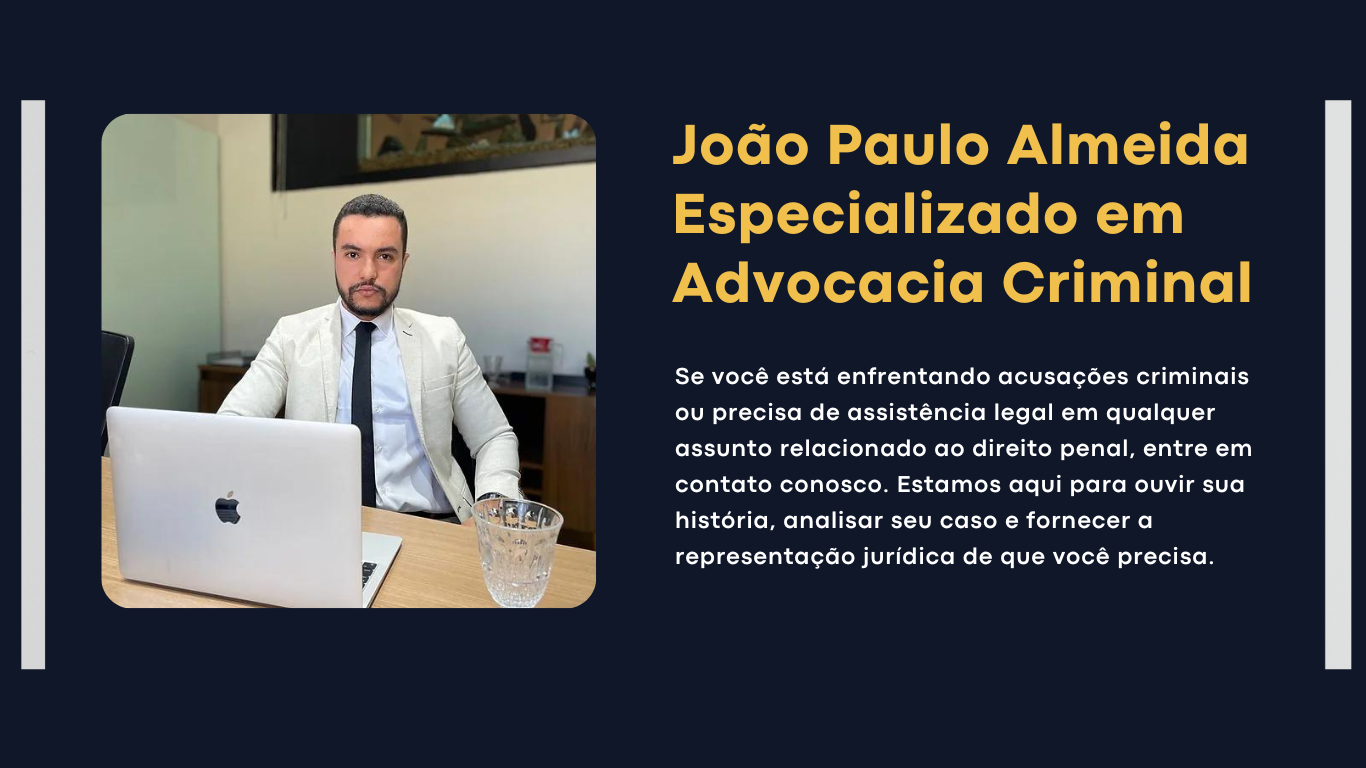 João Paulo Almeida
Especializado em
Advocacia Criminal
Se você está enfrentando acusações criminais
ou precisa de assistência legal em qualquer
assunto relacionado ao direito penal, entre em
contato conosco. Estamos aqui para ouvir sua
história, analisar seu caso e fornecer a
representação jurídica de que você precisa.